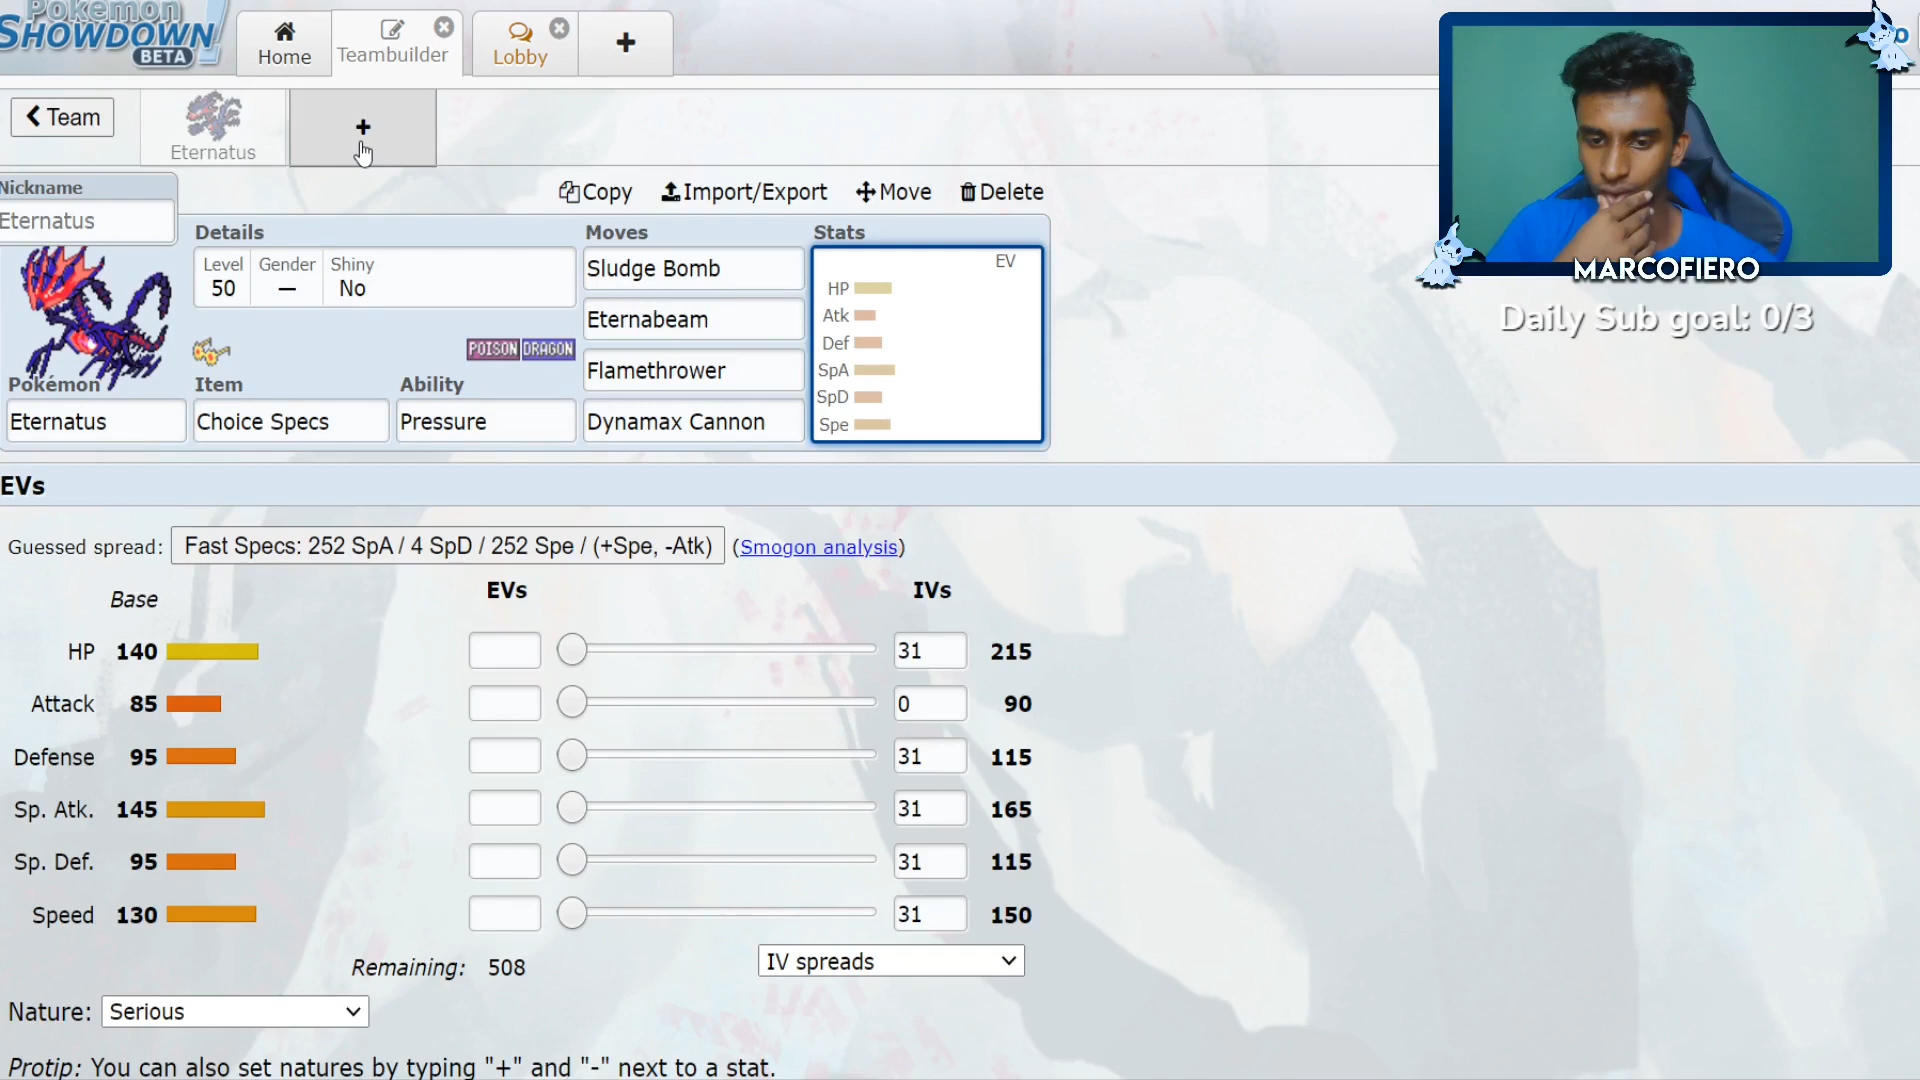 Pokémon
SHOWDOWN
BETA
Home
Teambuilder
Lobby
+
Team
Eternatus
+
Nickname
Eternatus
Copy
Import/Export
Move
Delete
Details
Moves
Stats
Level
Gender
Shiny
50
—
No
POISON DRAGON
Pokémon
Item
Ability
Eternatus
Choice Specs
Pressure
Sludge Bomb
Eternabeam
Flamethrower
Dynamax Cannon
EV
HP
Atk
Def
SpA
SpD
Spe
MARCOFIERO
Daily Sub goal: 0/3
EVs
Guessed spread: Fast Specs: 252 SpA / 4 SpD / 252 Spe / (+Spe, -Atk) (Smogon analysis)
Base EVs IVs
HP 140 31 215
Attack 85 0 90
Defense 95 31 115
Sp. Atk. 145 31 165
Sp. Def. 95 31 115
Speed 130 31 150
Remaining: 508 IV spreads
Nature: Serious
Protip: You can also set natures by typing "+" and "-" next to a stat.